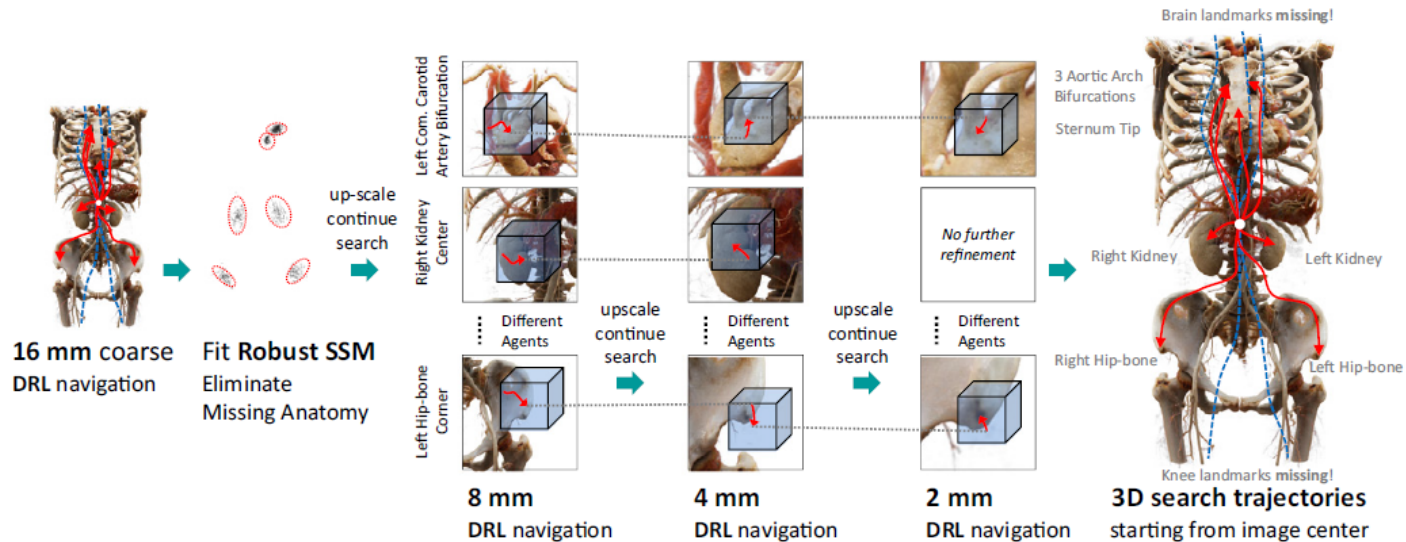 16 mm coarse
DRL navigation
Fit Robust SSM
Eliminate
Missing Anatomy
up-scale
continue
search
Left Com. Carotid
Artery Bifurcation
Right Kidney
Center
Left Hip-bone
Corner
Different
Agents
8 mm
DRL navigation
upscale
continue
search
Different
Agents
4 mm
DRL navigation
upscale
continue
search
No further
refinement
Different
Agents
2 mm
DRL navigation
Brain landmarks missing!
3 Aortic Arch
Bifurcations
Sternum Tip
Right Kidney
Left Kidney
Right Hip-bone
Left Hip-bone
Knee landmarks missing!
3D search trajectories
starting from image center